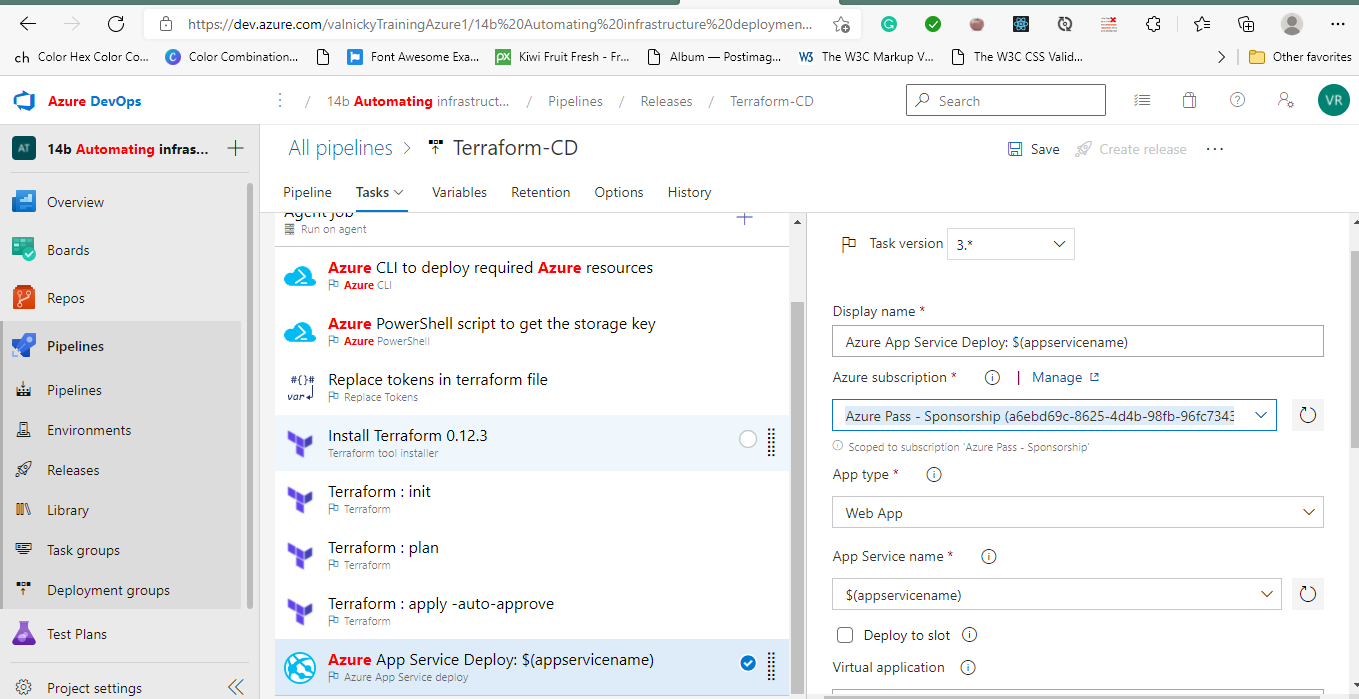 https://dev.azure.com/valnickyTrainingAzure1/14b%20Automating%20infrastructure%20deploymen...
ch Color Hex Color Co...
Color Combination...
Font Awesome Exa...
Kiwi Fruit Fresh - Fr...
Album — Postimag...
The W3C Markup V...
The W3C CSS Valid...
Other favorites
Azure DevOps
/ 14b Automating infrastruct... / Pipelines / Releases / Terraform-CD
Search
VR
AT 14b Automating infras...
Overview
Boards
Repos
Pipelines
Pipelines
Environments
Releases
Library
Task groups
Deployment groups
Test Plans
Project settings
All pipelines > Terraform-CD
Save
Create release
Pipeline
Tasks
Variables
Retention
Options
History
Agent job
Run on agent
Azure CLI to deploy required Azure resources
Azure CLI
Azure PowerShell script to get the storage key
Azure PowerShell
Replace tokens in terraform file
Replace Tokens
Install Terraform 0.12.3
Terraform tool installer
Terraform : init
Terraform
Terraform : plan
Terraform
Terraform : apply -auto-approve
Terraform
Azure App Service Deploy: $(appservicename)
Azure App Service deploy
Task version 3.*
Display name *
Azure App Service Deploy: $(appservicename)
Azure subscription * | Manage
Azure Pass - Sponsorship (a6ebd69c-8625-4d4b-98fb-96fc7343
Scoped to subscription 'Azure Pass - Sponsorship'
App type *
Web App
App Service name *
$(appservicename)
Deploy to slot
Virtual application